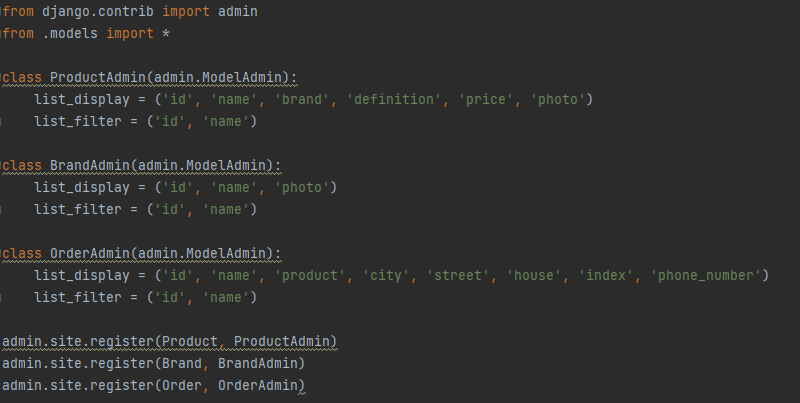 from django.contrib import admin
from .models import *
class ProductAdmin(admin.ModelAdmin):
    list_display = ('id', 'name', 'brand', 'definition', 'price', 'photo')
    list_filter = ('id', 'name')
class BrandAdmin(admin.ModelAdmin):
    list_display = ('id', 'name', 'photo')
    list_filter = ('id', 'name')
class OrderAdmin(admin.ModelAdmin):
    list_display = ('id', 'name', 'product', 'city', 'street', 'house', 'index', 'phone_number')
    list_filter = ('id', 'name')
admin.site.register(Product, ProductAdmin)
admin.site.register(Brand, BrandAdmin)
admin.site.register(Order, OrderAdmin)